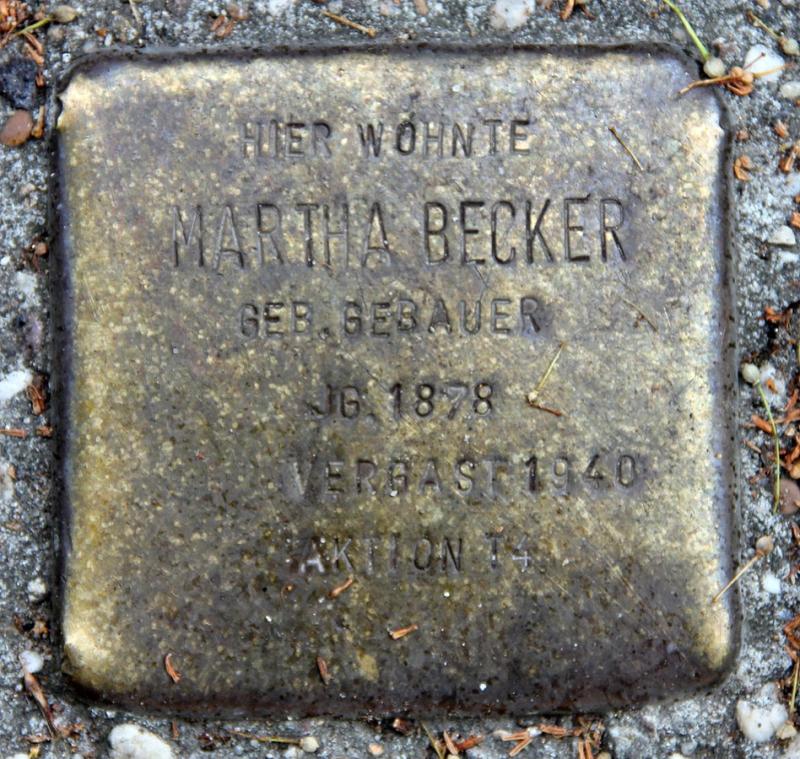 HIER WOHNTE
MARTHA BECKER
GEB. GEBAUER
JG. 1878
VERGAST 1940
AKTION T4